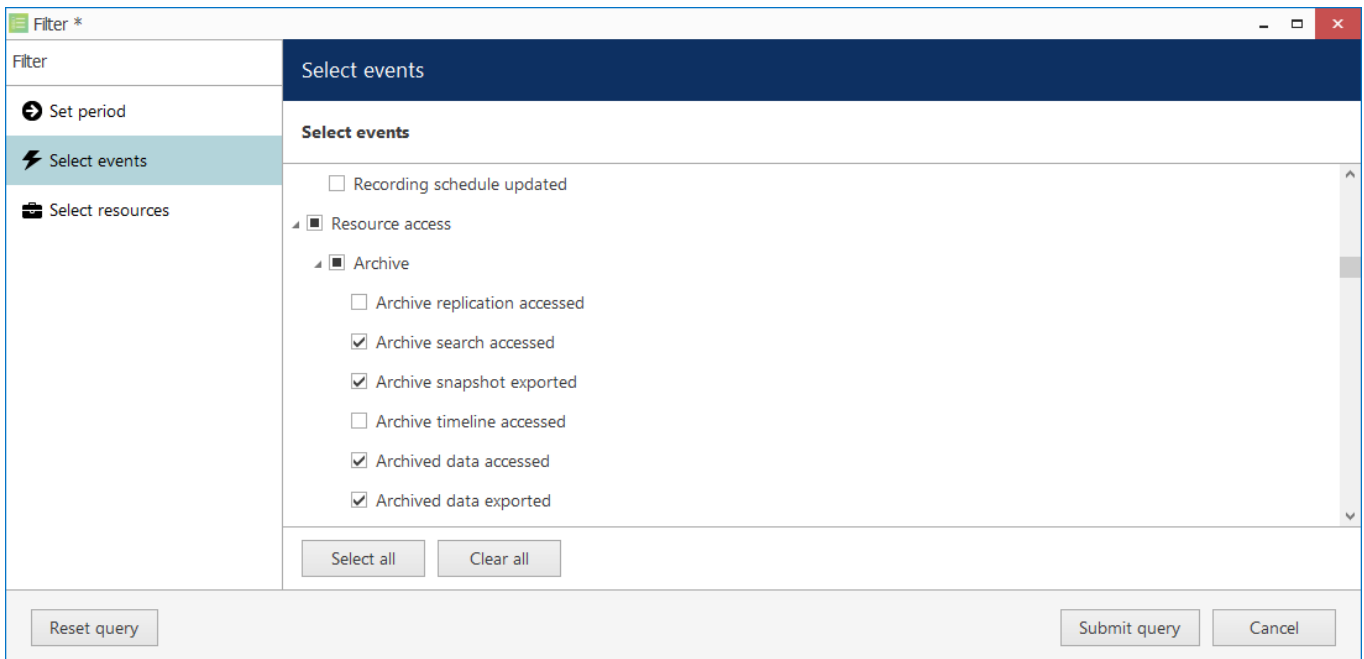 Filter *
Filter
Set period
Select events
Select resources
Select events
Select events
Recording schedule updated
Resource access
Archive
Archive replication accessed
Archive search accessed
Archive snapshot exported
Archive timeline accessed
Archived data accessed
Archived data exported
Select all
Clear all
Reset query
Submit query
Cancel